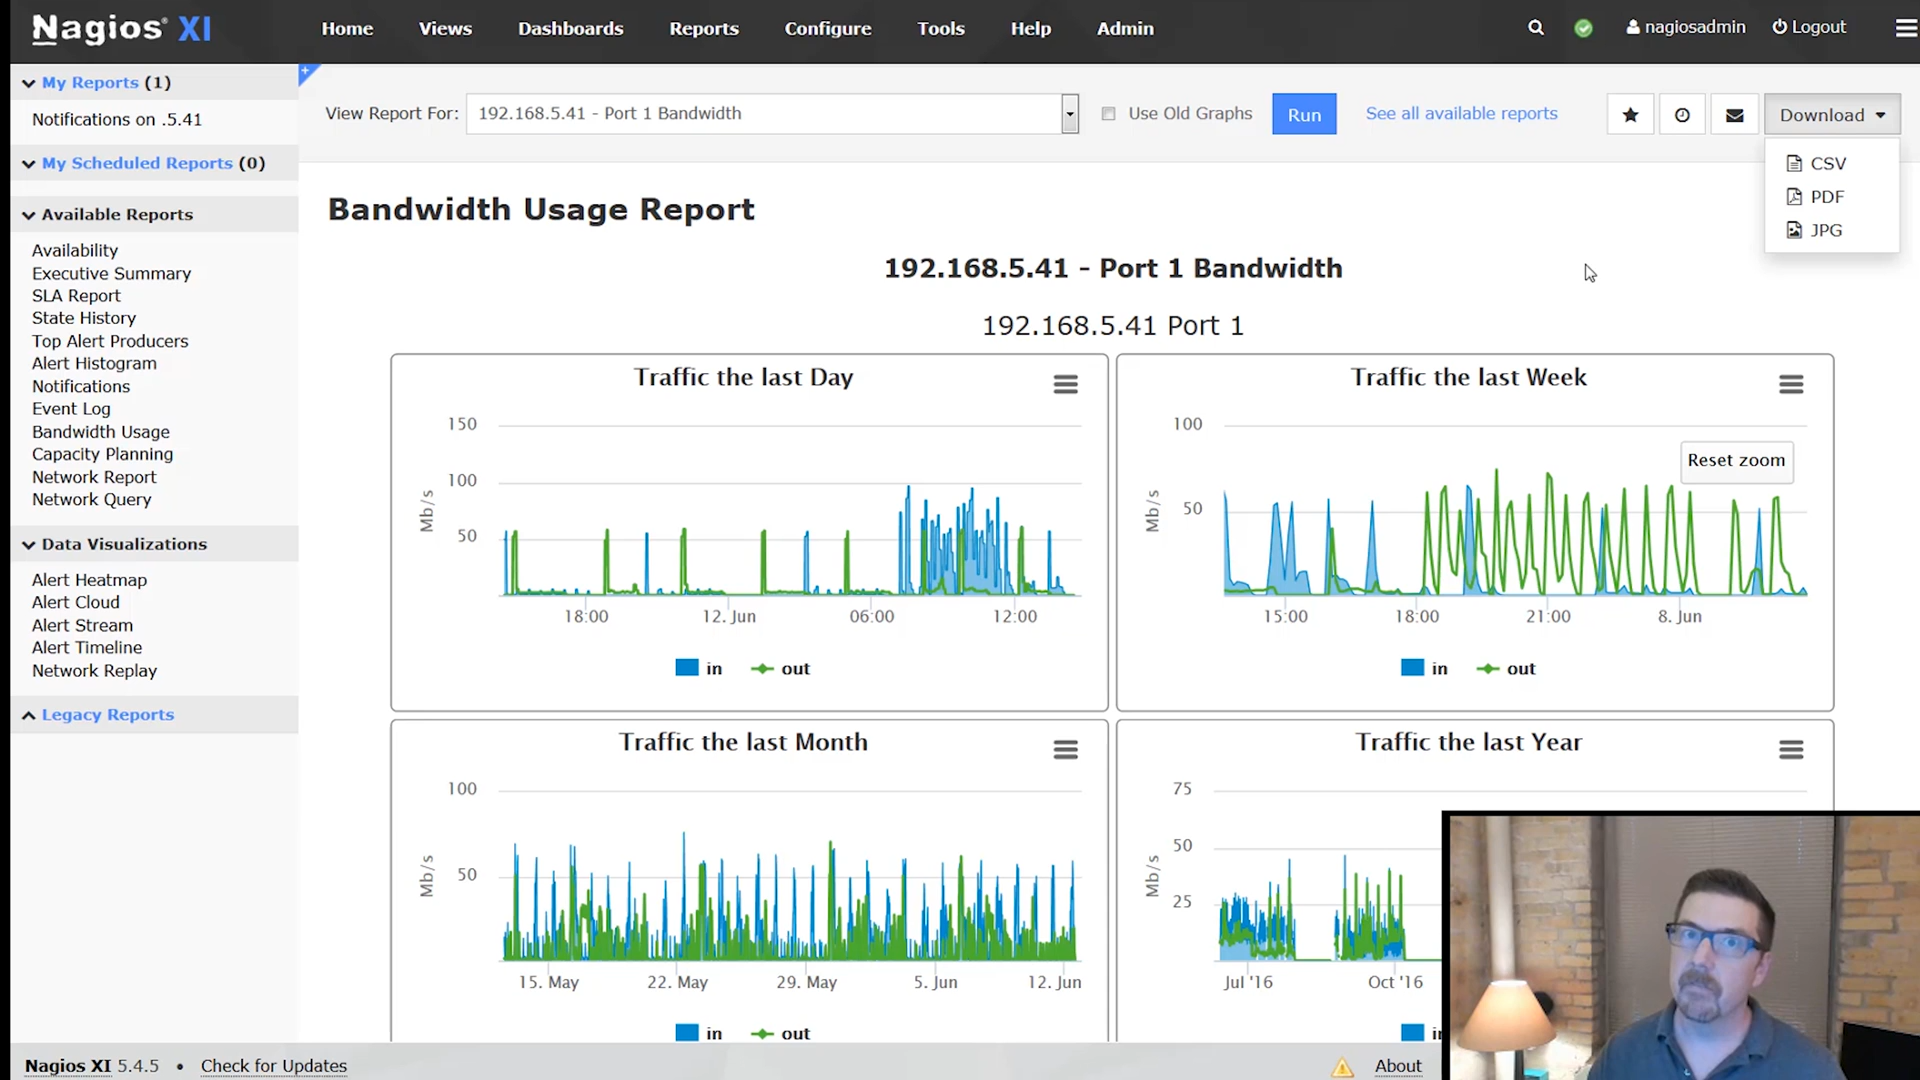 Nagios® XI
Home Views Dashboards Reports Configure Tools Help Admin nagiosadmin Logout
My Reports (1)
Notifications on .5.41
My Scheduled Reports (0)
Available Reports
Availability
Executive Summary
SLA Report
State History
Top Alert Producers
Alert Histogram
Notifications
Event Log
Bandwidth Usage
Capacity Planning
Network Report
Network Query
Data Visualizations
Alert Heatmap
Alert Cloud
Alert Stream
Alert Timeline
Network Replay
Legacy Reports
View Report For: 192.168.5.41 - Port 1 Bandwidth Use Old Graphs Run See all available reports Download
CSV
PDF
JPG
Bandwidth Usage Report
192.168.5.41 - Port 1 Bandwidth
192.168.5.41 Port 1
Traffic the last Day
150
100
50
Mb/s
18:00 12. Jun 06:00 12:00
in out
Traffic the last Week
100
50
Mb/s
Reset zoom
15:00 18:00 21:00 8. Jun
in out
Traffic the last Month
100
50
Mb/s
15. May 22. May 29. May 5. Jun 12. Jun
in out
Traffic the last Year
75
50
25
Mb/s
Jul '16 Oct '16
Nagios XI 5.4.5 • Check for Updates About